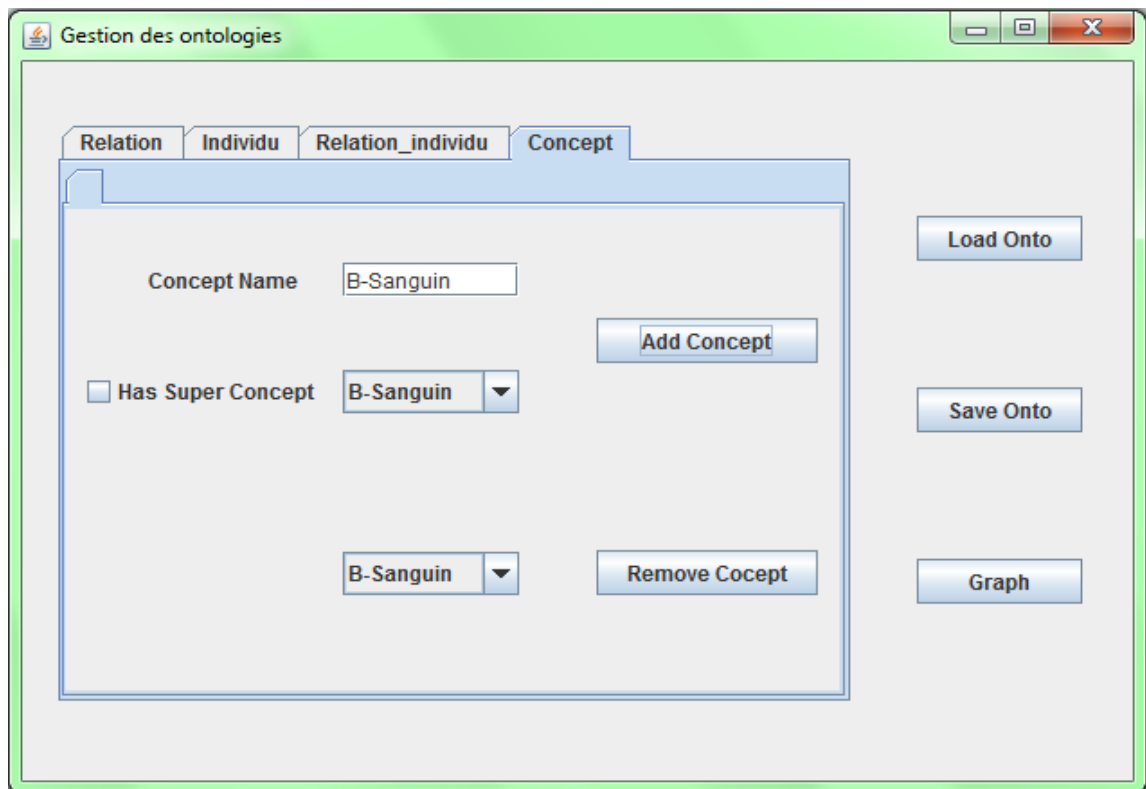 Gestion des ontologies
Relation Individu Relation_individu Concept
Load Onto
Concept Name B-Sanguin
Add Concept
Has Super Concept B-Sanguin
Save Onto
B-Sanguin Remove Cocept
Graph